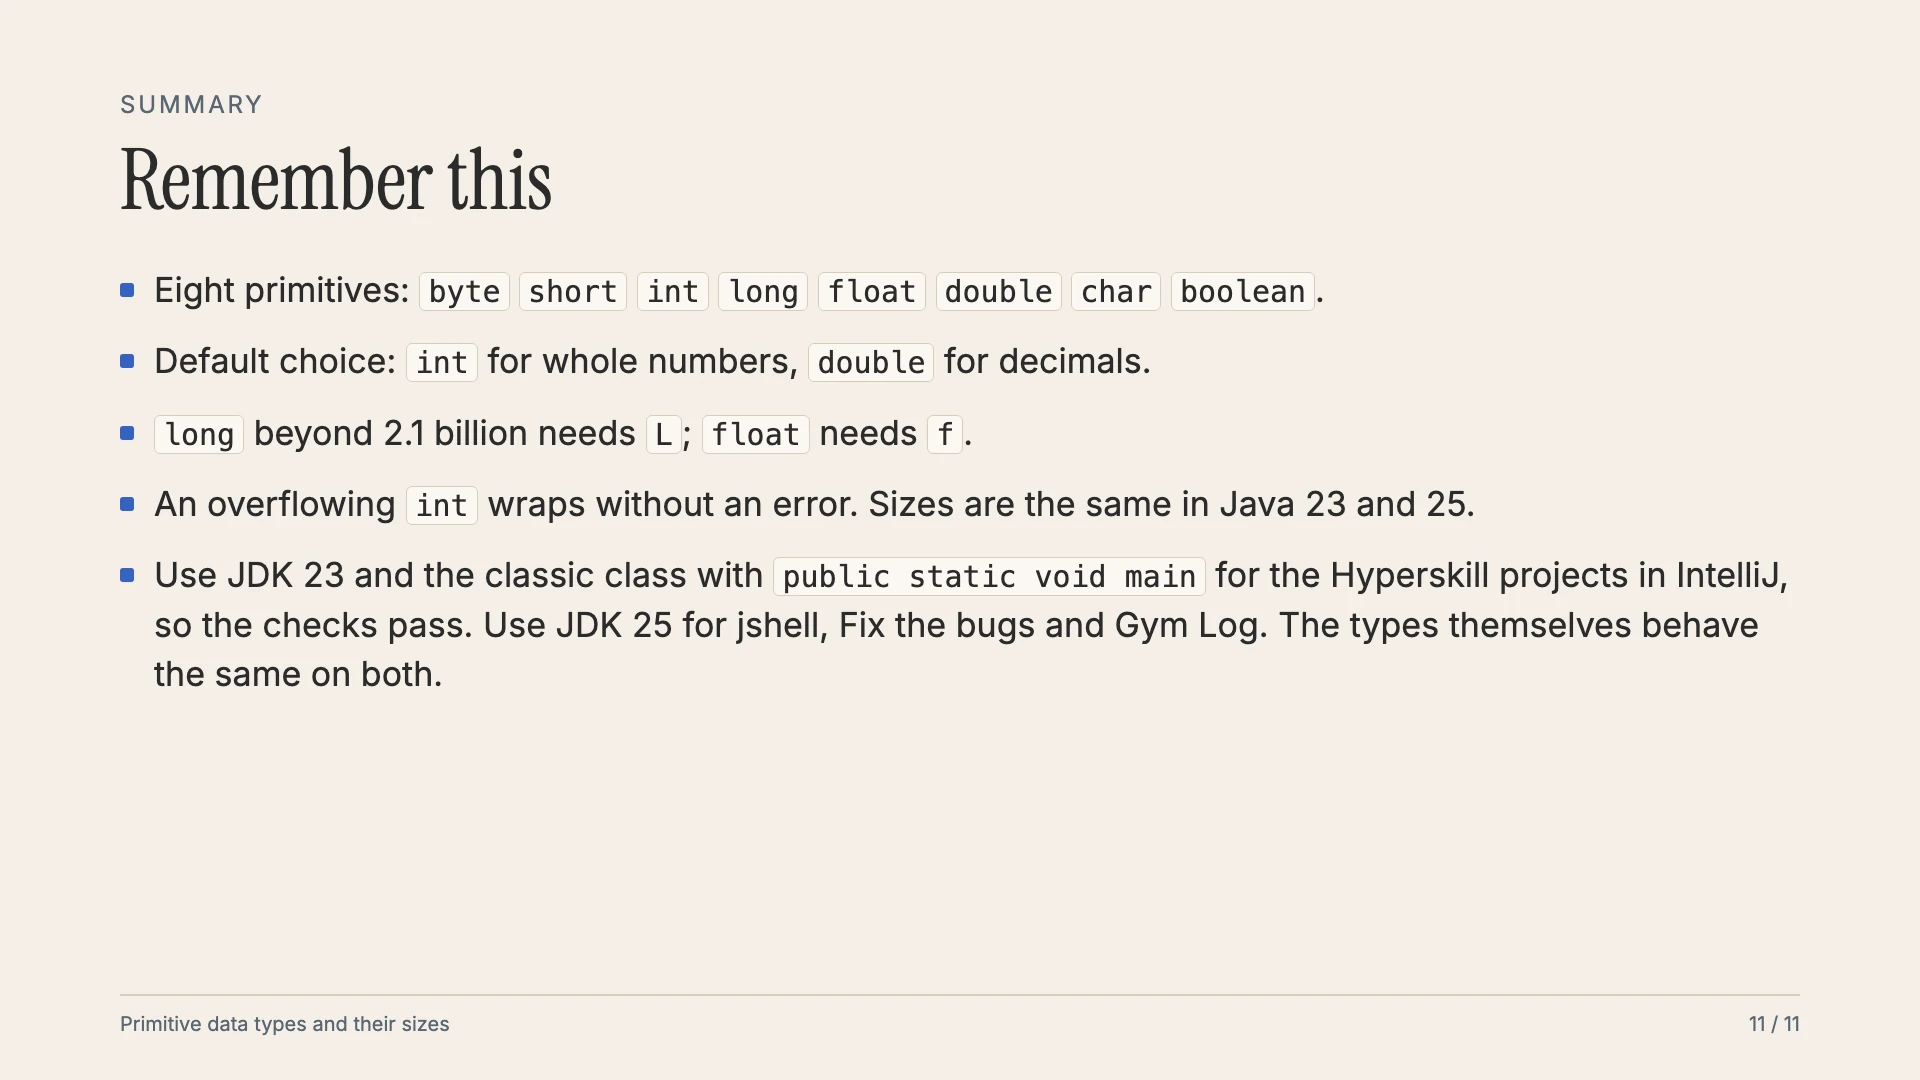 SUMMARY
Remember this
Eight primitives: byte short int long float double char boolean.
Default choice: int for whole numbers, double for decimals.
long beyond 2.1 billion needs L; float needs f.
An overflowing int wraps without an error. Sizes are the same in Java 23 and 25.
Use JDK 23 and the classic class with public static void main for the Hyperskill projects in IntelliJ,
so the checks pass. Use JDK 25 for jshell, Fix the bugs and Gym Log. The types themselves behave
the same on both.
Primitive data types and their sizes
11 / 11